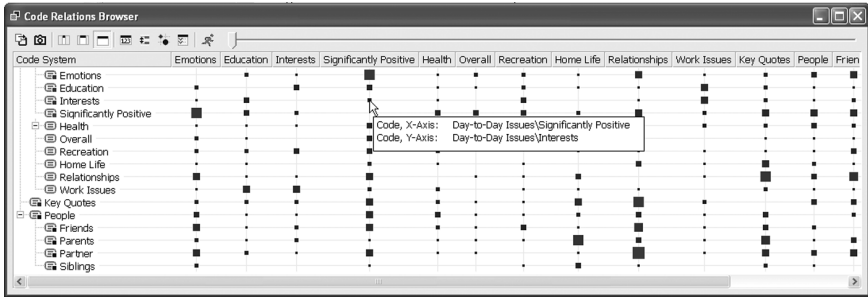 Code Relations Browser
Code System Emotions Education Interests Significantly Positive Health Overall Recreation Home Life Relationships Work Issues Key Quotes People Frien
Emotions
Education
Interests
Significantly Positive
Health
Code, X-Axis: Day-to-Day Issues\Significantly Positive
Overall
Code, Y-Axis: Day-to-Day Issues\Interests
Recreation
Home Life
Relationships
Work Issues
Key Quotes
People
Friends
Parents
Partner
Siblings